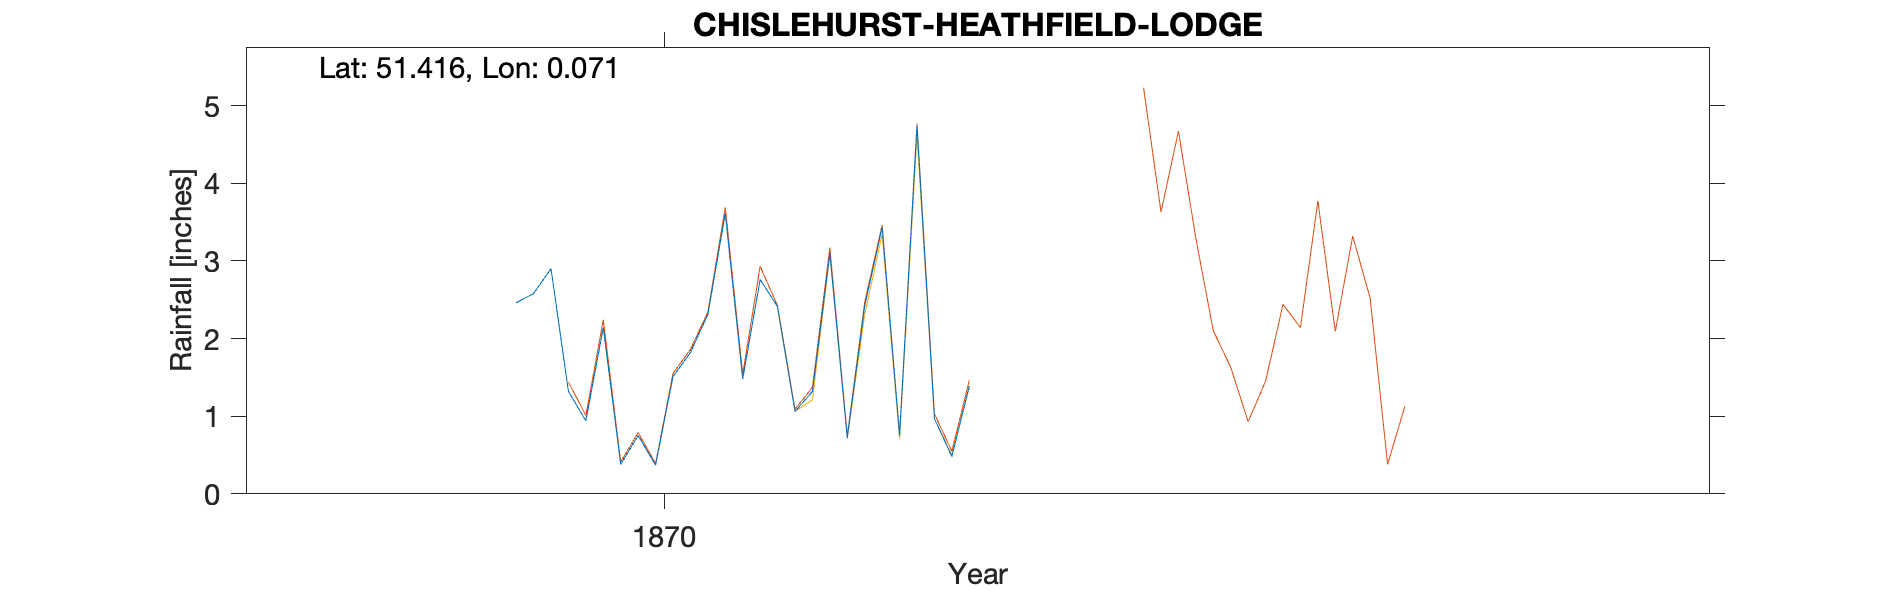 CHISLEHURST-HEATHFIELD-LODGE
Lat: 51.416, Lon: 0.071
5
4
3
2
1
0
Rainfall [inches]
1870
Year